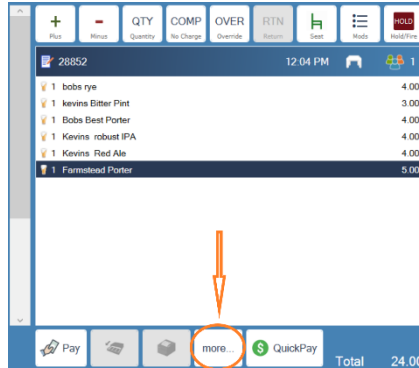 + - QTY COMP OVER RTN HOLD
Plus Minus Quantity No Charge Override Return Seat Mods Hold/Fire
28852 12:04 PM 1
1 bobs rye 4.00
1 kevins Bitter Pint 3.00
1 Bobs Best Porter 4.00
1 Kevins robust IPA 4.00
1 Kevins Red Ale 4.00
1 Farmstead Porter 5.00
Pay more... $ QuickPay
Total 24.00